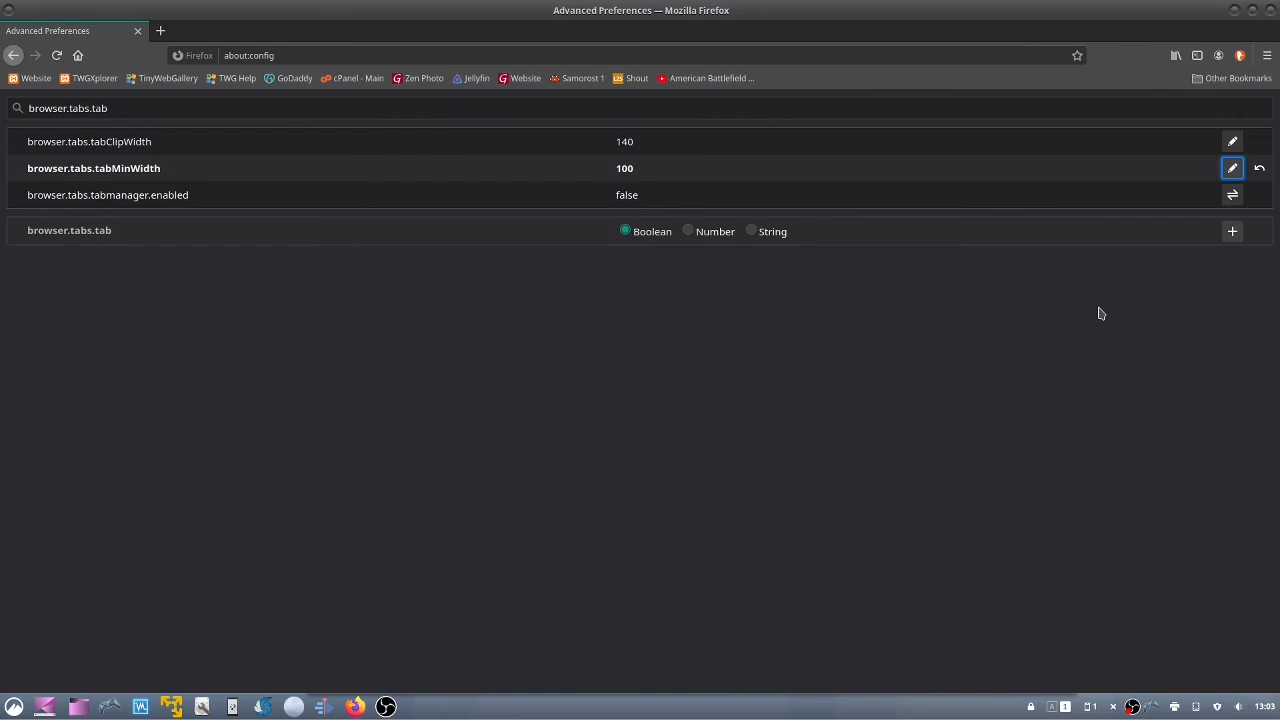 Advanced Preferences — Mozilla Firefox
Advanced Preferences
Firefox about:config
Website TWGXplorer TinyWebGallery TWG Help GoDaddy cPanel - Main Zen Photo Jellyfin Website Samorost 1 Shout American Battlefield ... Other Bookmarks
browser.tabs.tab
browser.tabs.tabClipWidth 140
browser.tabs.tabMinWidth 100
browser.tabs.tabmanager.enabled false
browser.tabs.tab Boolean Number String
A 1 1 13:03